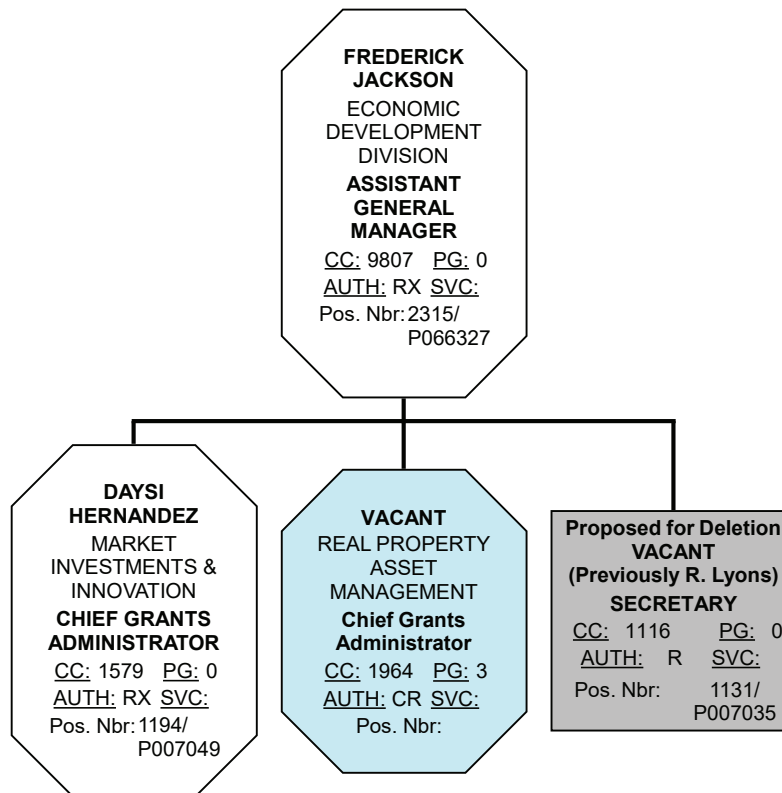 FREDERICK
JACKSON
ECONOMIC
DEVELOPMENT
DIVISION
ASSISTANT
GENERAL
MANAGER
CC: 9807 PG: 0
AUTH: RX SVC:
Pos. Nbr: 2315/
P066327
DAYSI
HERNANDEZ
MARKET
INVESTMENTS &
INNOVATION
CHIEF GRANTS
ADMINISTRATOR
CC: 1579 PG: 0
AUTH: RX SVC:
Pos. Nbr: 1194/
P007049
VACANT
REAL PROPERTY
ASSET
MANAGEMENT
Chief Grants
Administrator
CC: 1964 PG: 3
AUTH: CR SVC:
Pos. Nbr:
Proposed for Deletion
VACANT
(Previously R. Lyons)
SECRETARY
CC: 1116 PG: 0
AUTH: R SVC:
Pos. Nbr: 1131/
P007035